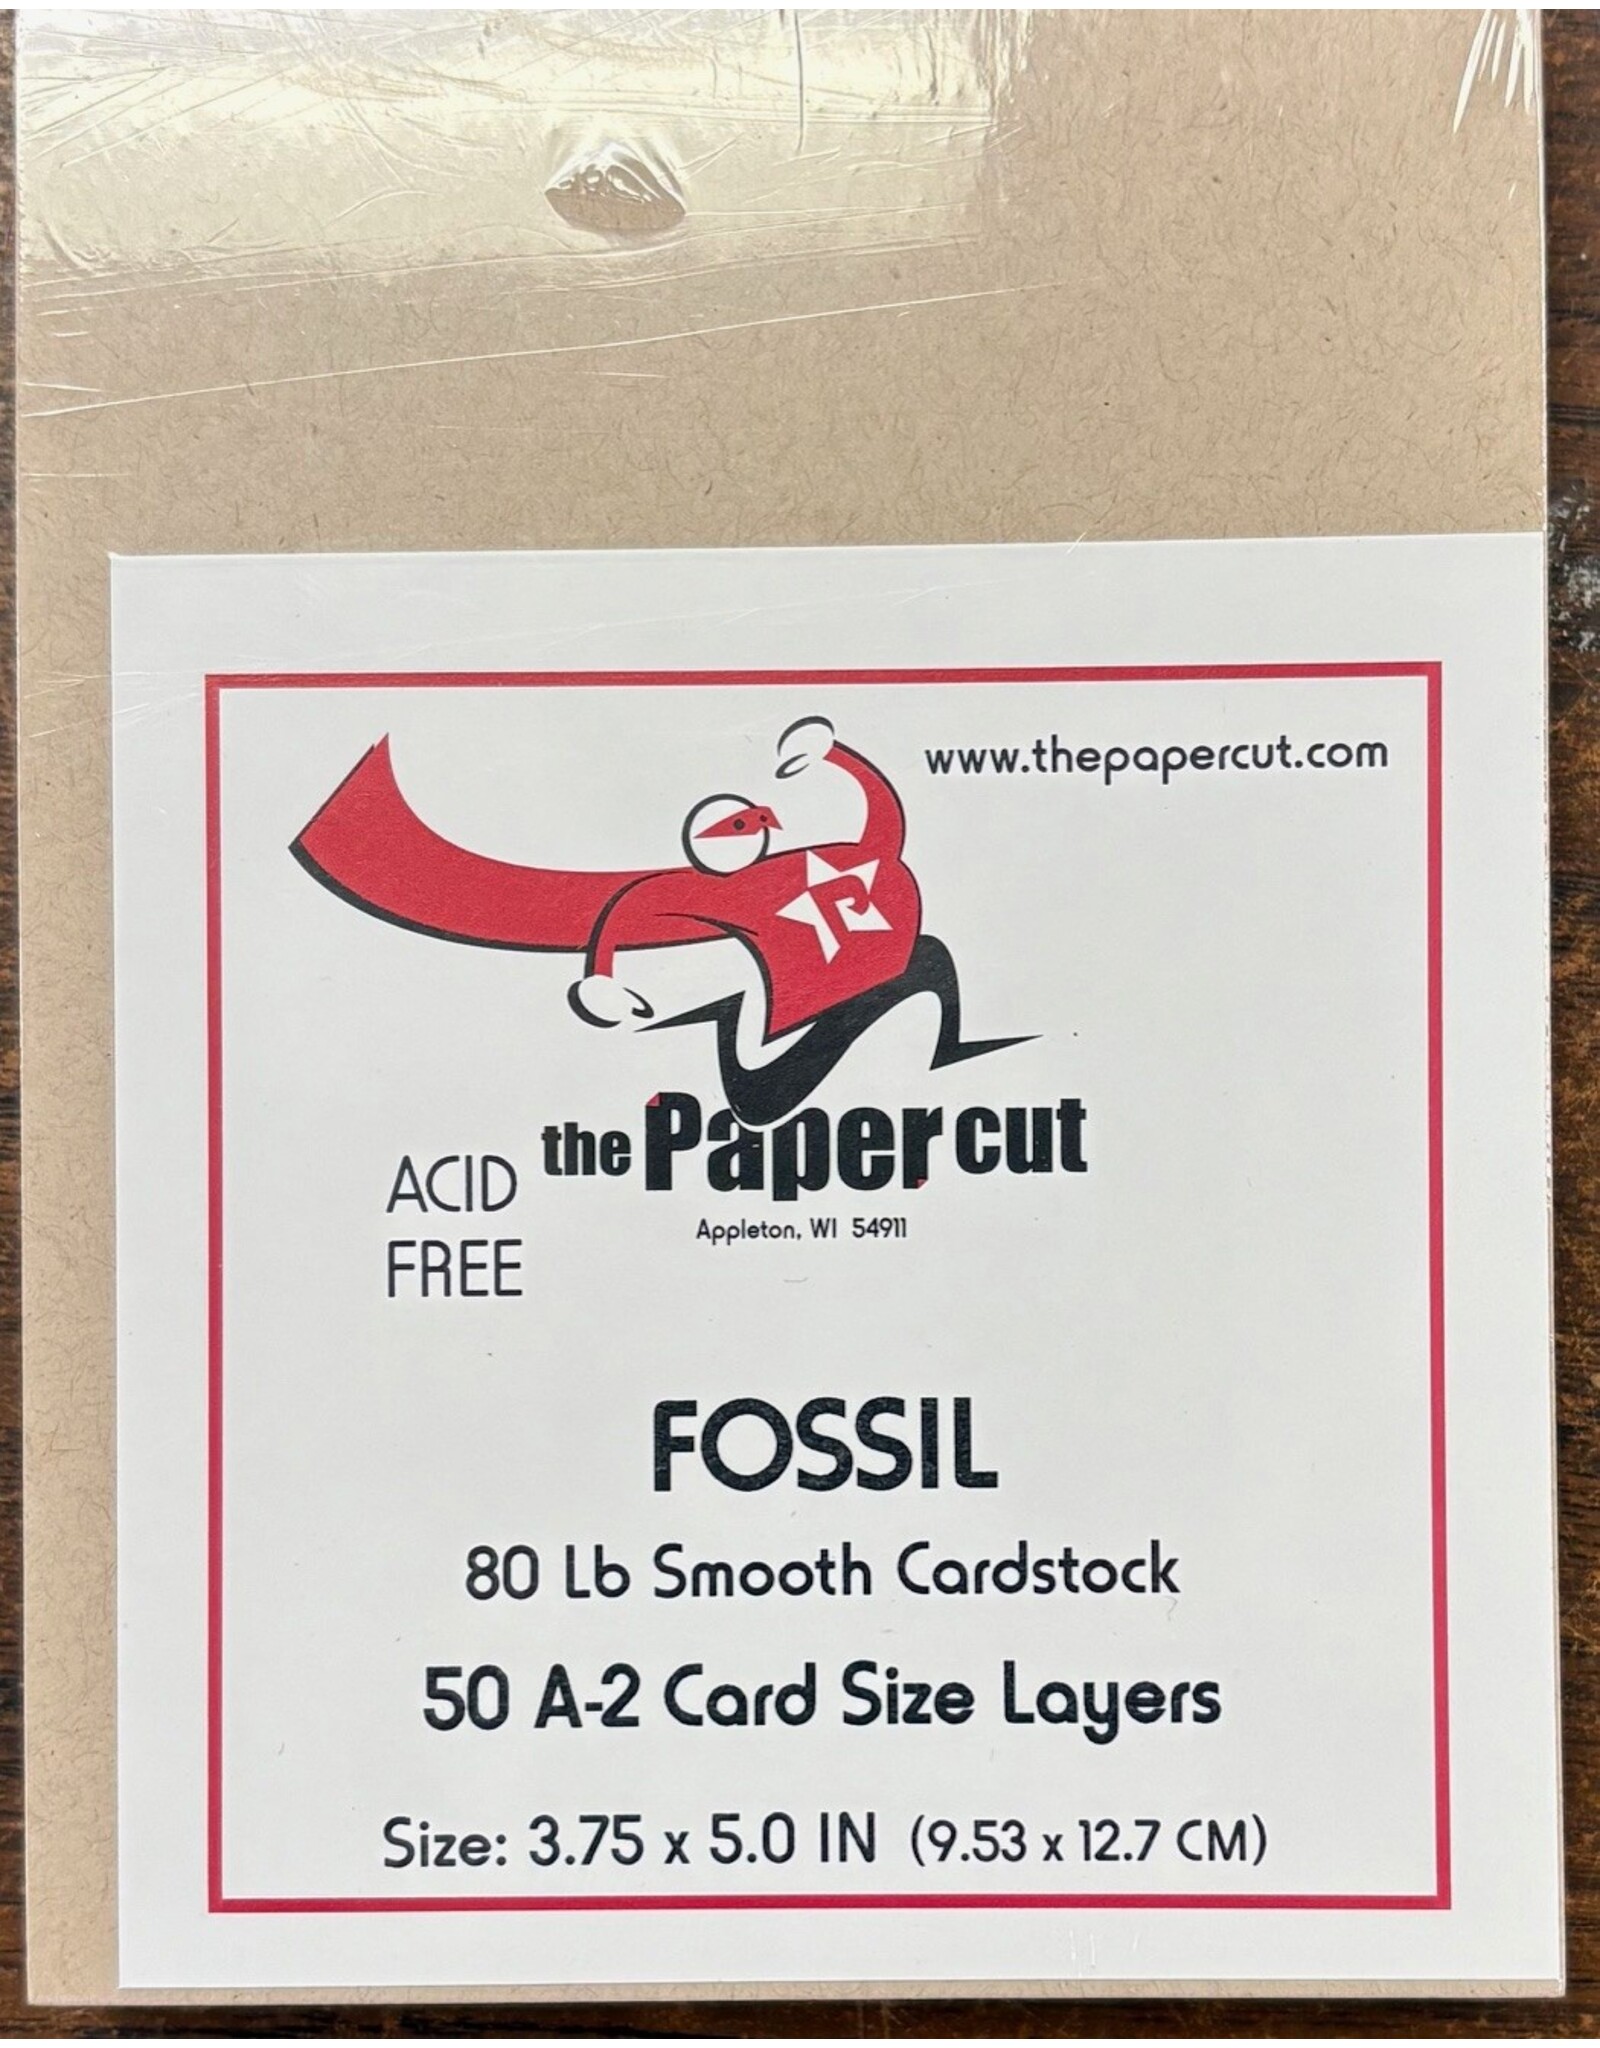 www.thepapercut.com
the Paper cut
Appleton, WI 54911
ACID
FREE
FOSSIL
80 Lb Smooth Cardstock
50 A-2 Card Size Layers
Size: 3.75 x 5.0 IN (9.53 x 12.7 CM)